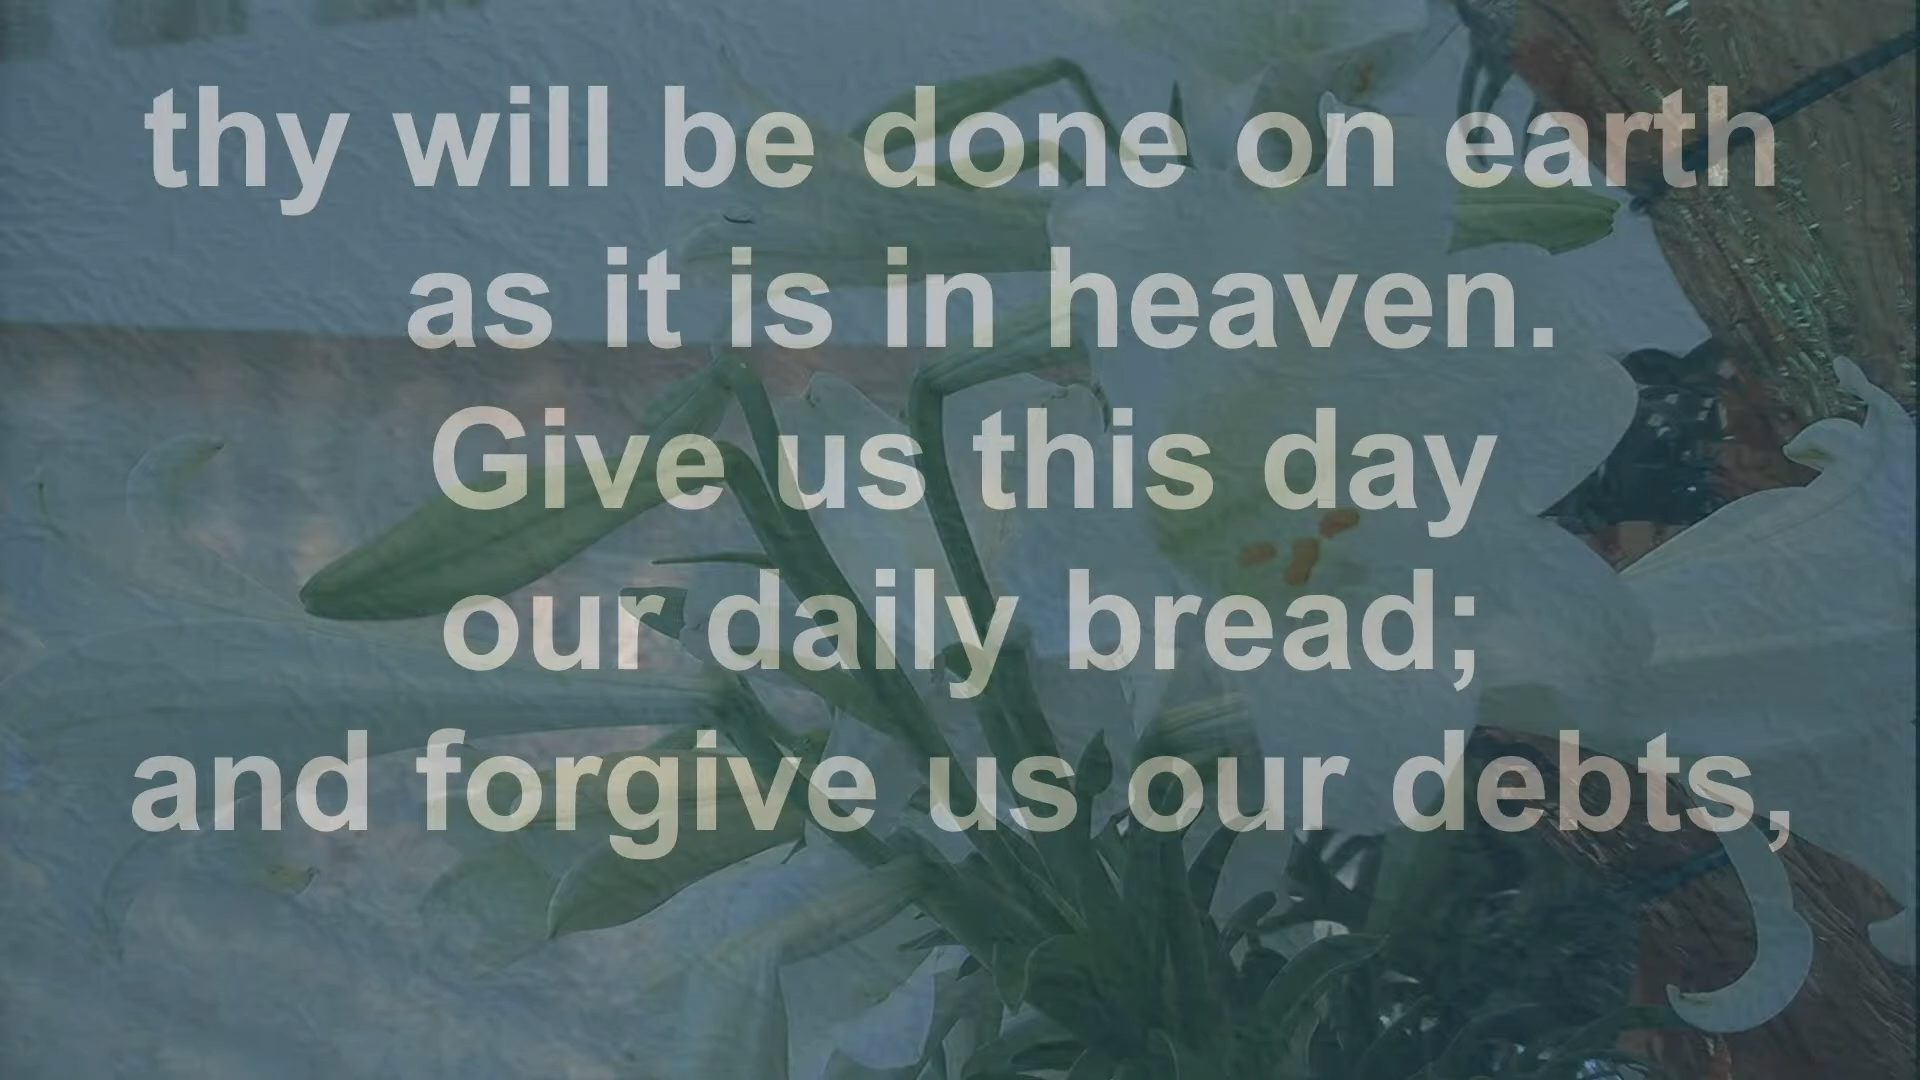 thy will be done on earth
as it is in heaven.
Give us this day
our daily bread;
and forgive us our debts,